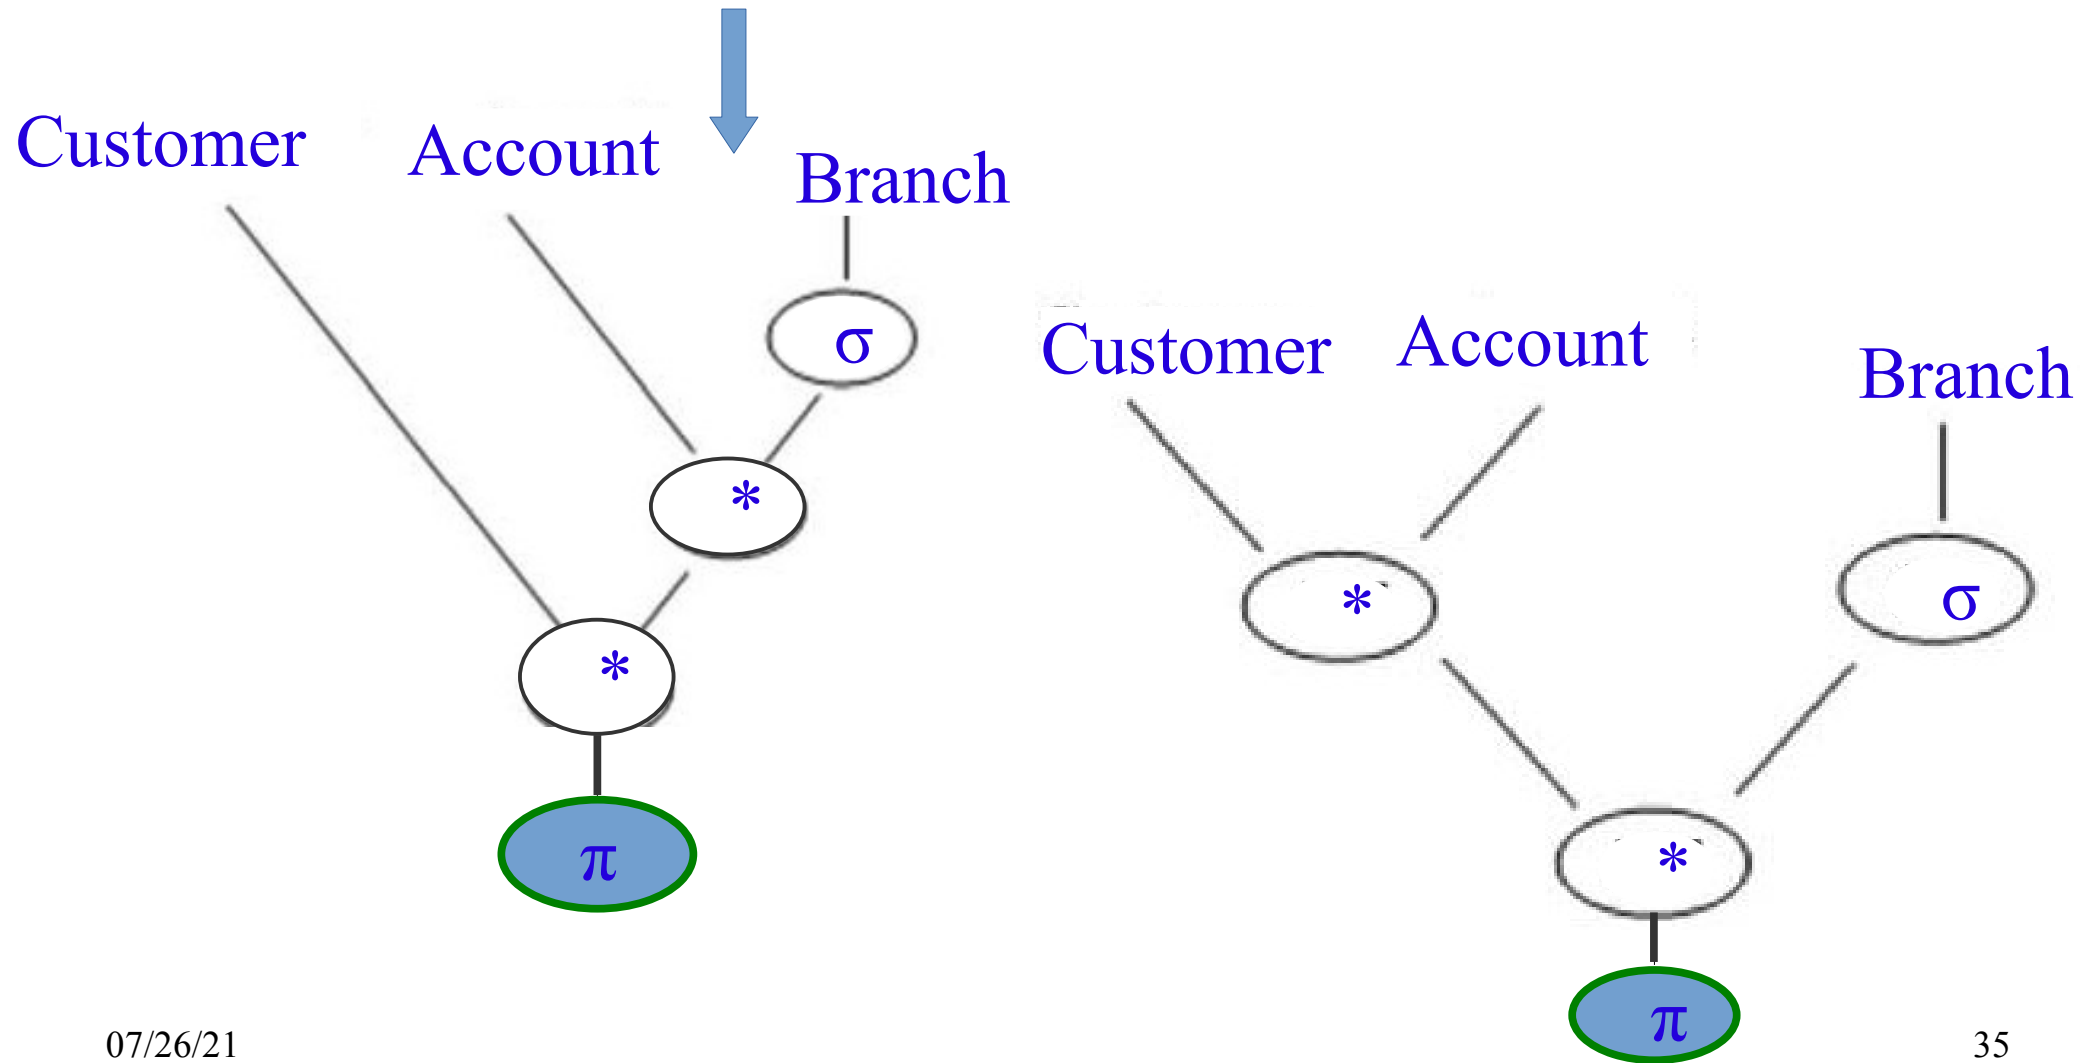 Customer
Account
Branch
σ
*
*
π
Customer
Account
Branch
*
σ
*
π
07/26/21
35